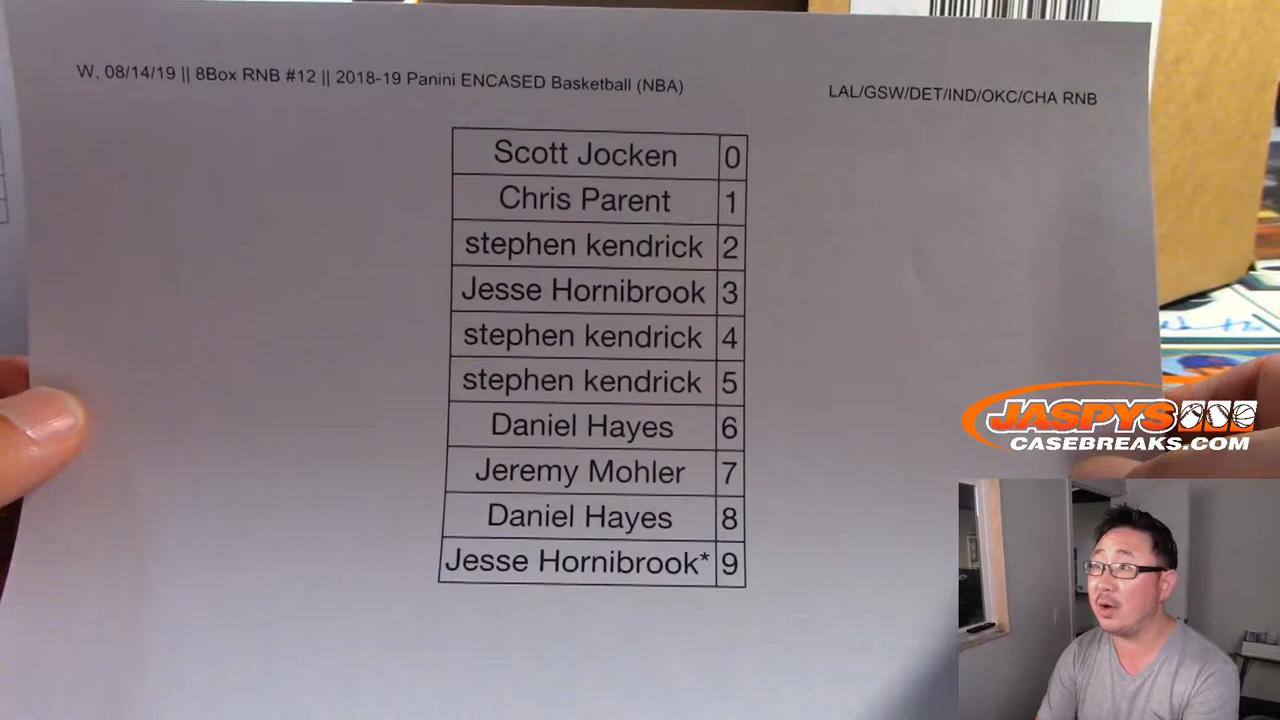 W, 08/14/19 || 8Box RNB #12 || 2018-19 Panini ENCASED Basketball (NBA)
LAL/GSW/DET/IND/OKC/CHA RNB
Scott Jocken 0
Chris Parent 1
stephen kendrick 2
Jesse Hornibrook 3
stephen kendrick 4
stephen kendrick 5
Daniel Hayes 6
Jeremy Mohler 7
Daniel Hayes 8
Jesse Hornibrook* 9
JASPYS
CASEBREAKS.COM